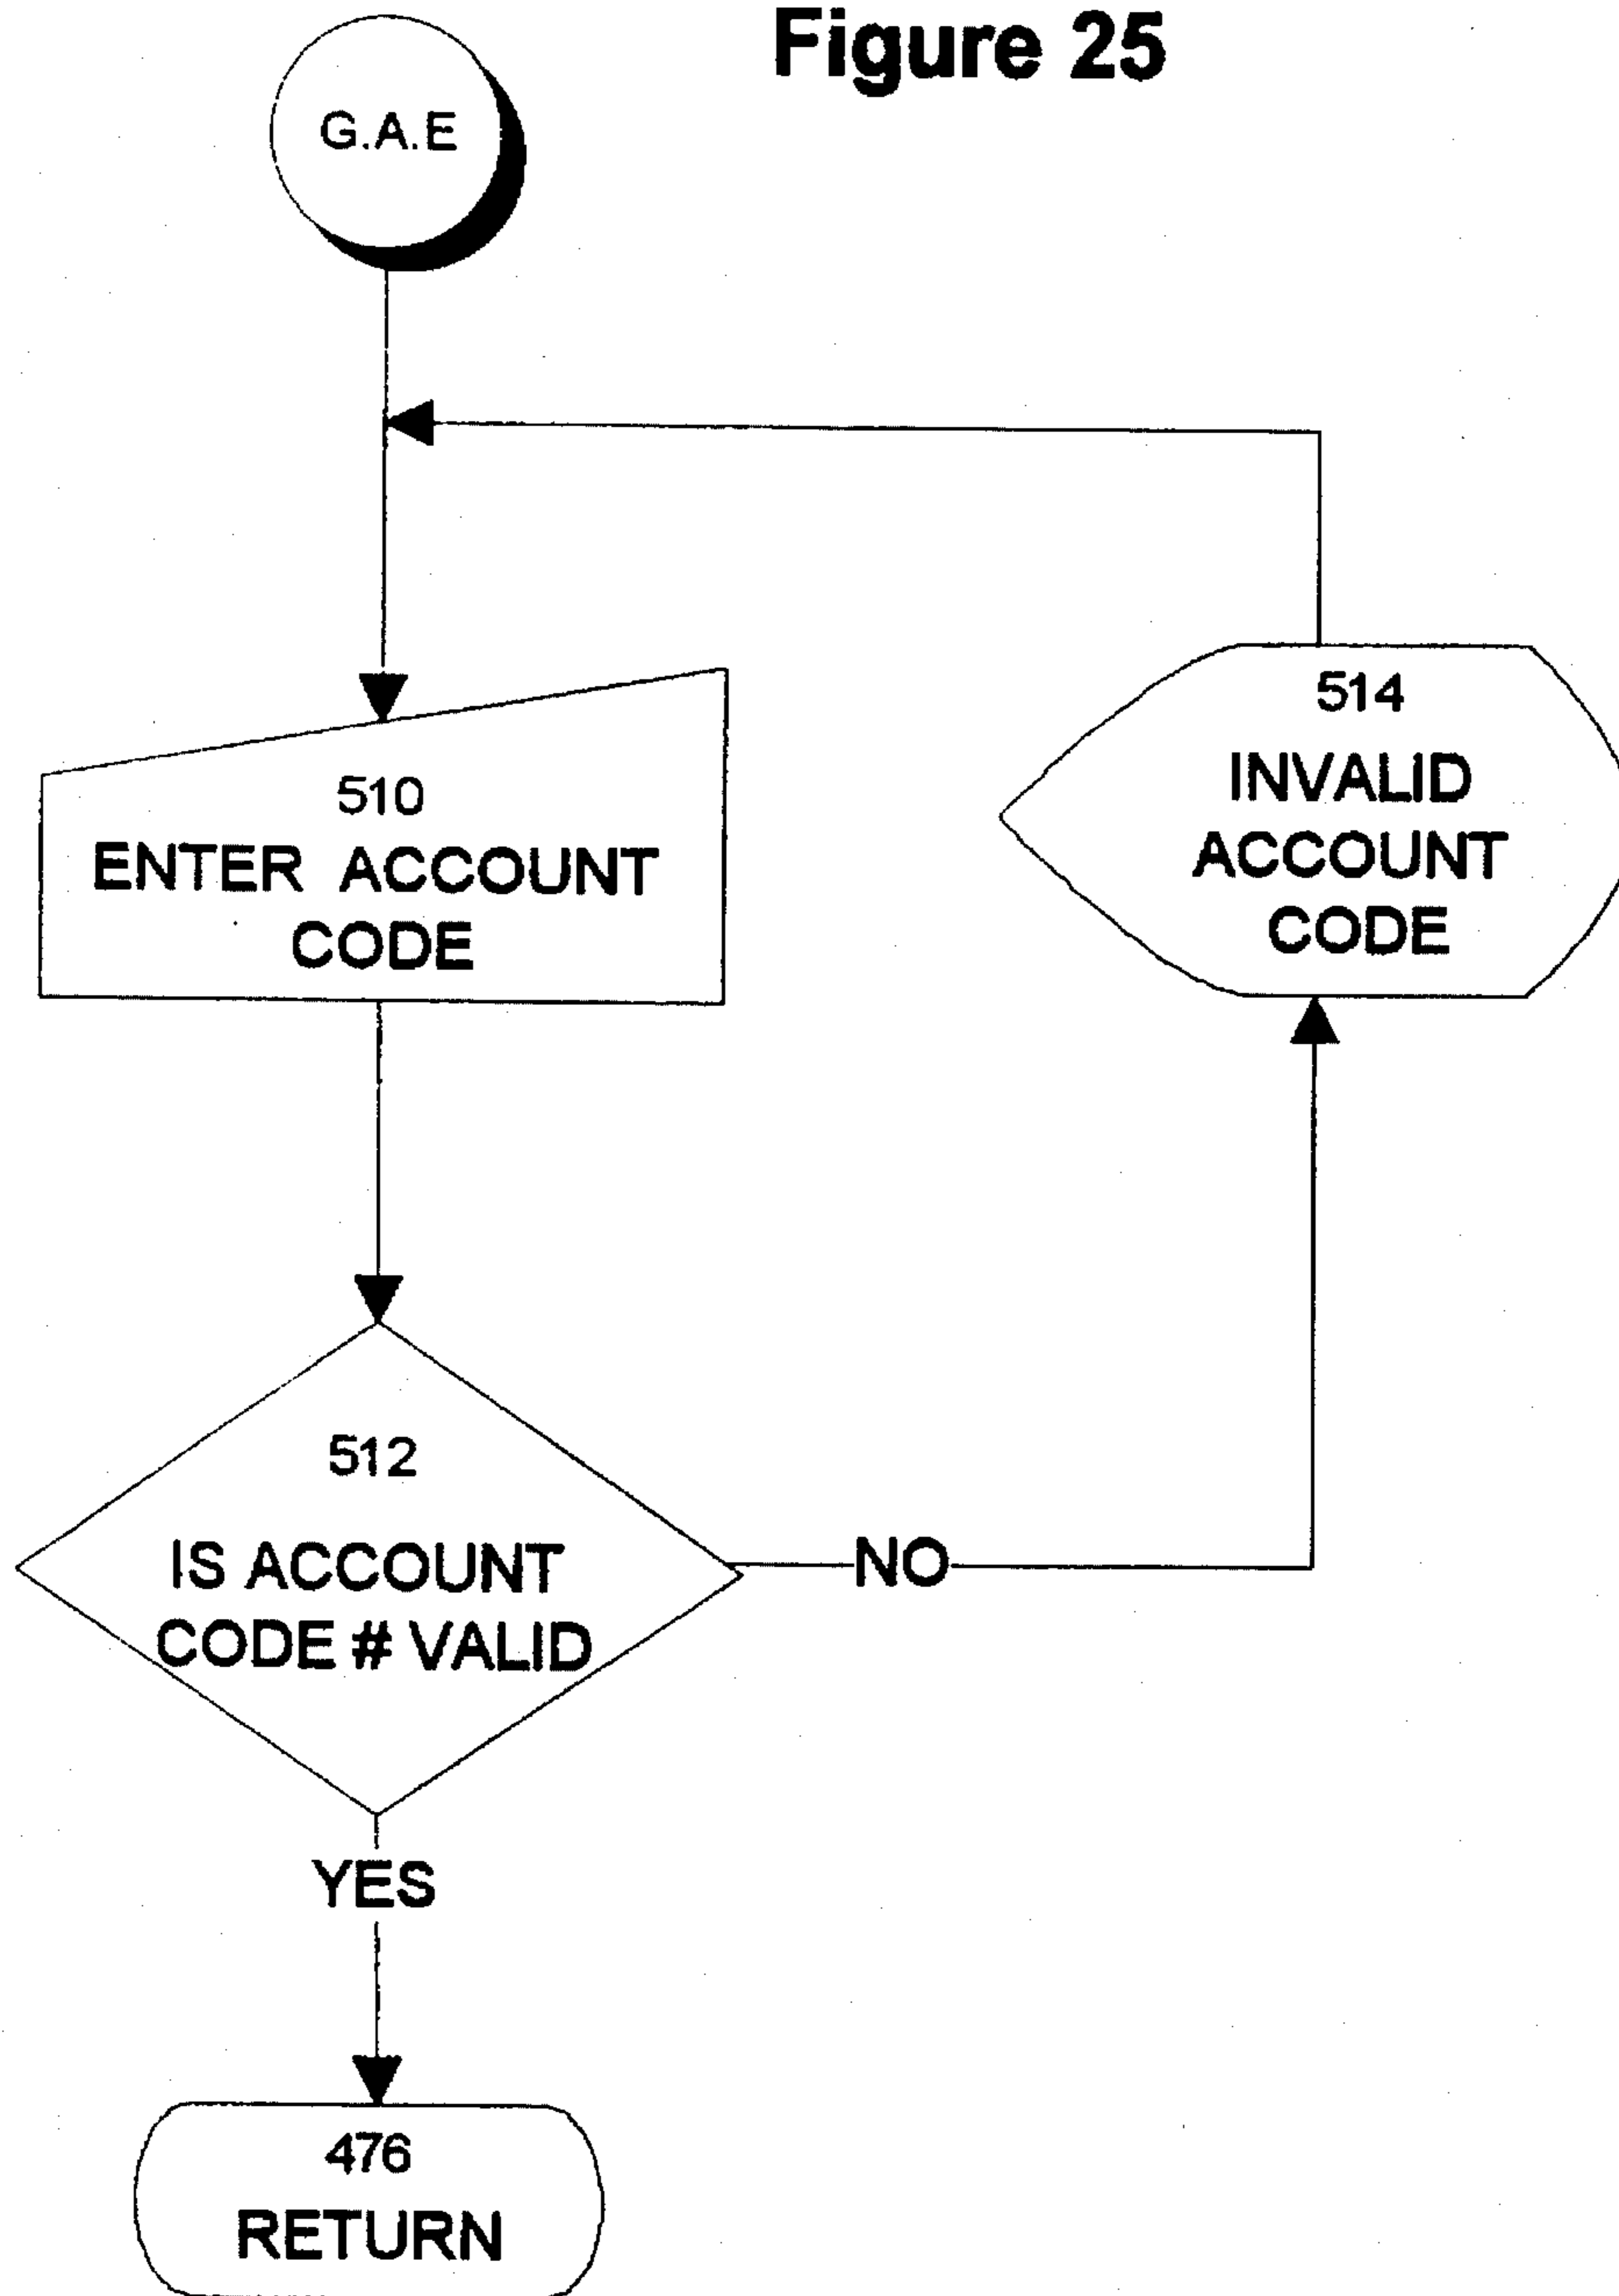 Figure 25
G.A.E
510
ENTER ACCOUNT
CODE
514
INVALID
ACCOUNT
CODE
512
IS ACCOUNT
CODE # VALID
NO
YES
476
RETURN